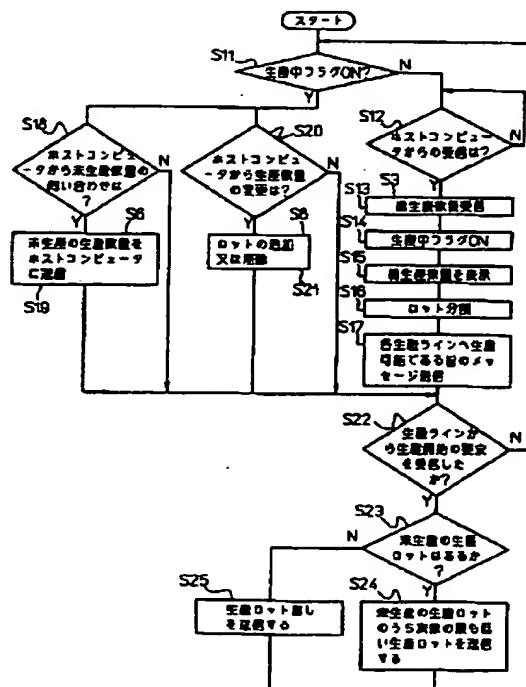 スタート
S11
生産中フラグON?
N
Y
S18
ホストコンピュ
ータから未生産数量の
問い合わせは
?
N
Y
S20
ホストコンピュ
ータから生産数量
の変更は?
N
Y
S12
ホストコンピュータ
からの受信は?
N
Y
S6
未生産の生産数量を
ホストコンピュータ
に送信
S19
S8
ロットの追加
又は削除
S21
S3
S13
総生産数量受信
S14
生産中フラグON
S15
総生産数量を表示
S16
ロット分割
S17
各生産ラインへ生産
可能である旨のメッ
セージ送信
S22
生産ラインか
ら生産開始の要求
を受信した
か?
N
Y
S23
未生産の生産
ロットはあるか
?
N
Y
S25
生産ロット無し
を送信する
S24
未生産の生産ロット
のうち次数の最も低
い生産ロットを送信
する